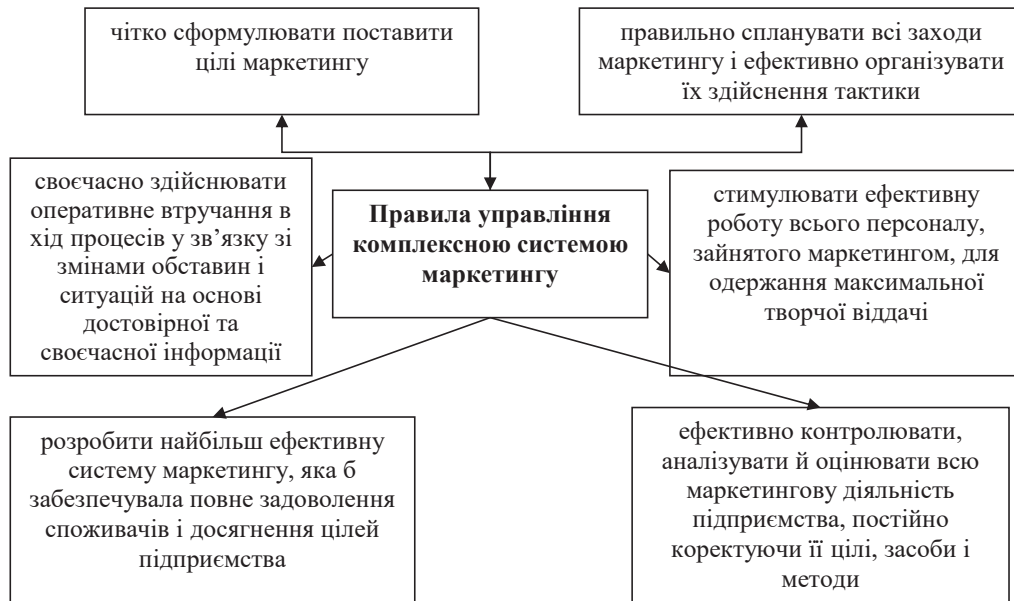 чітко сформулювати поставити
цілі маркетингу
правильно спланувати всі заходи
маркетингу і ефективно організувати
їх здійснення тактики
своєчасно здійснювати
оперативне втручання в
хід процесів у зв’язку зі
змінами обставин і
ситуацій на основі
достовірної та
своєчасної інформації
Правила управління
комплексною системою
маркетингу
стимулювати ефективну
роботу всього персоналу,
зайнятого маркетингом, для
одержання максимальної
творчої віддачі
розробити найбільш ефективну
систему маркетингу, яка б
забезпечувала повне задоволення
споживачів і досягнення цілей
підприємства
ефективно контролювати,
аналізувати й оцінювати всю
маркетингову діяльність
підприємства, постійно
коректуючи її цілі, засоби і
методи